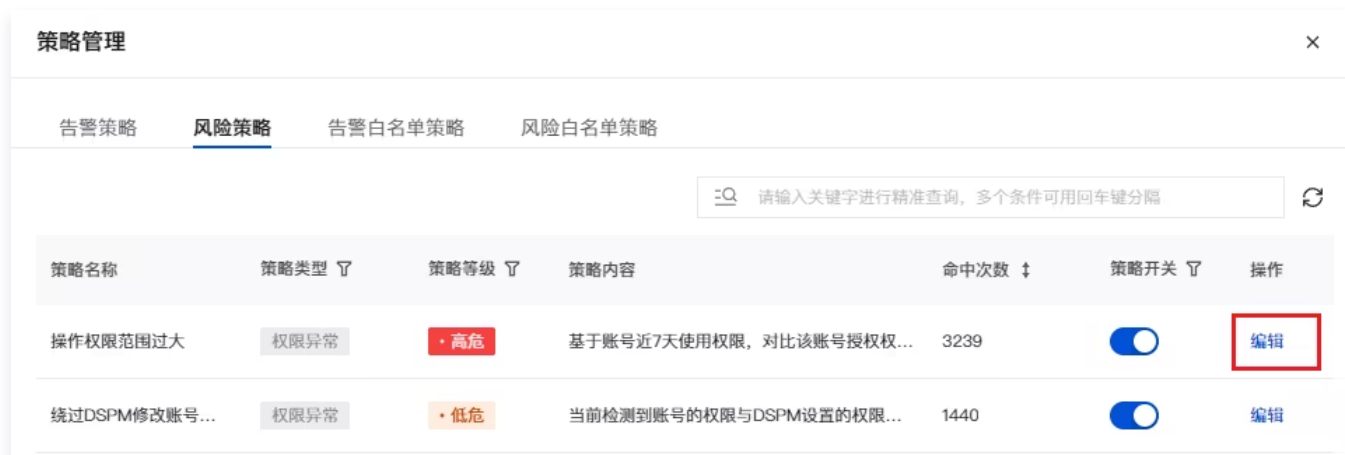 策略管理
告警策略 风险策略 告警白名单策略 风险白名单策略
请输入关键字进行精准查询，多个条件可用回车键分隔
策略名称 策略类型 策略等级 策略内容 命中次数 策略开关 操作
操作权限范围过大 权限异常 · 高危 基于账号近7天使用权限，对比该账号授权权... 3239 编辑
绕过DSPM修改账号... 权限异常 · 低危 当前检测到账号的权限与DSPM设置的权限... 1440 编辑